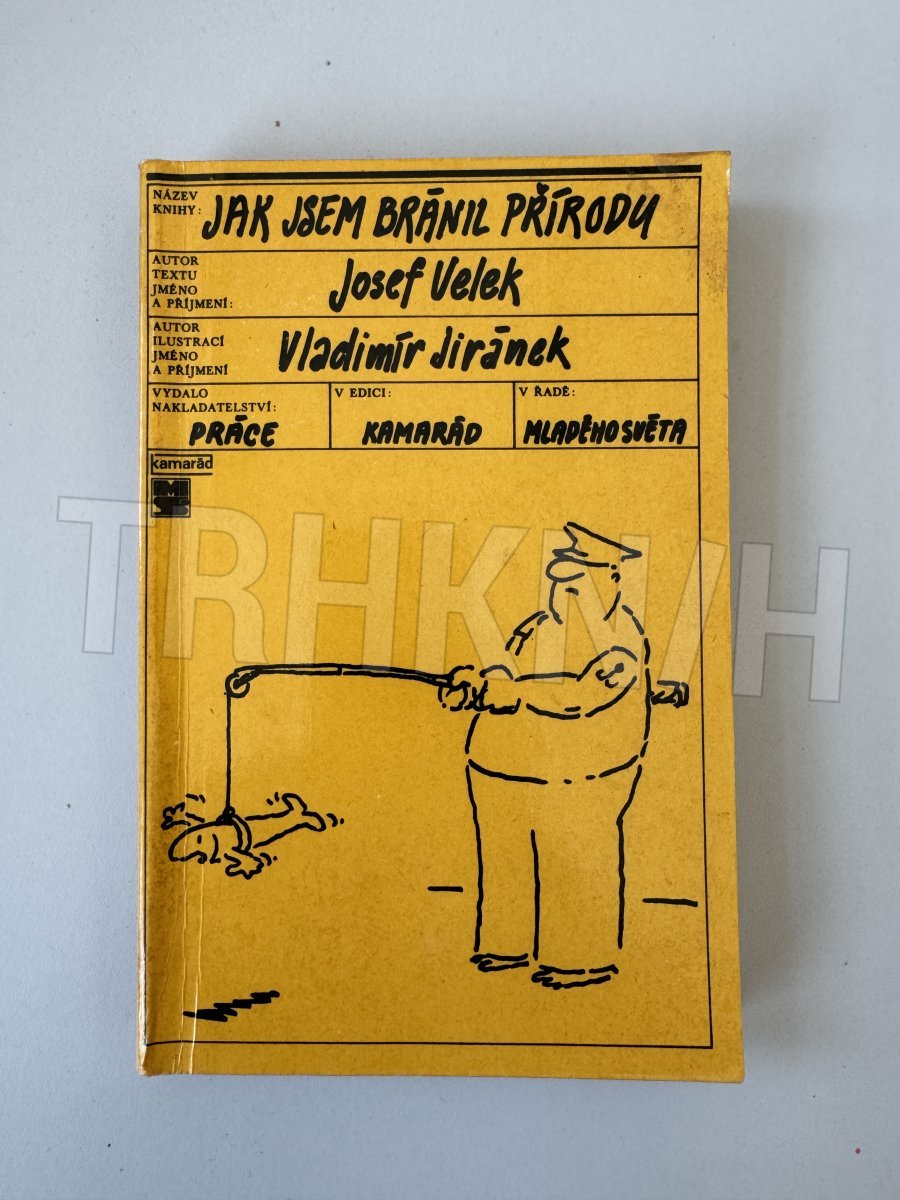 NÁZEV
KNIHY: JAK JSEM BRÁNIL PŘÍRODU
AUTOR
TEXTU
JMÉNO
A PŘÍJMENÍ: Josef Velek
AUTOR
ILUSTRACÍ
JMÉNO
A PŘÍJMENÍ Vladimír Jiránek
VYDALO
NAKLADATELSTVÍ:
PRÁCE
V EDICI:
KAMARÁD
V ŘADĚ:
MLADÉHO SVĚTA
kamarád
TRHKNIH